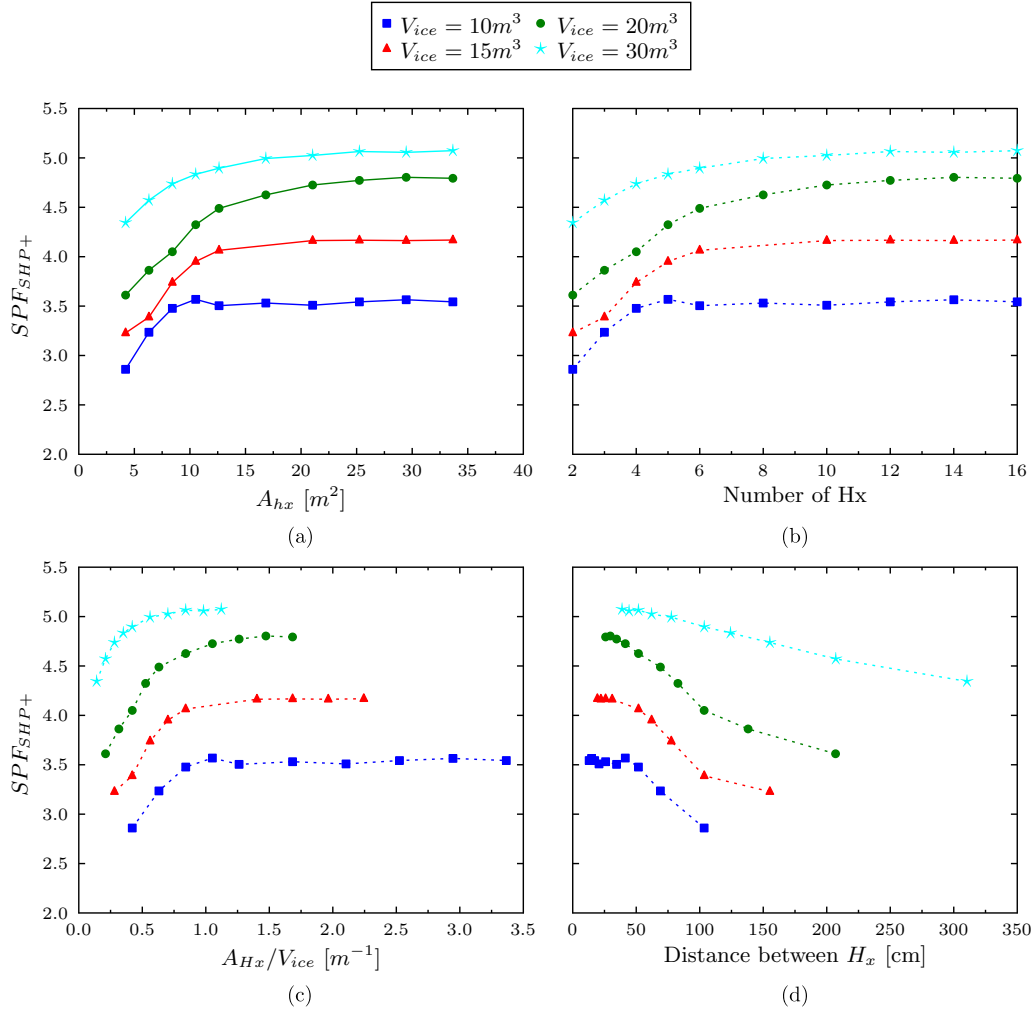 V_ice = 10m^3 V_ice = 20m^3
V_ice = 15m^3 V_ice = 30m^3
5.5
5.0
4.5
4.0
3.5
3.0
2.5
2.0
SPF_SHP+
0 5 10 15 20 25 30 35 40
A_hx [m^2]
(a)
2 4 6 8 10 12 14 16
Number of Hx
(b)
5.5
5.0
4.5
4.0
3.5
3.0
2.5
2.0
SPF_SHP+
0.0 0.5 1.0 1.5 2.0 2.5 3.0 3.5
A_Hx/V_ice [m^-1]
(c)
0 50 100 150 200 250 300 350
Distance between H_x [cm]
(d)